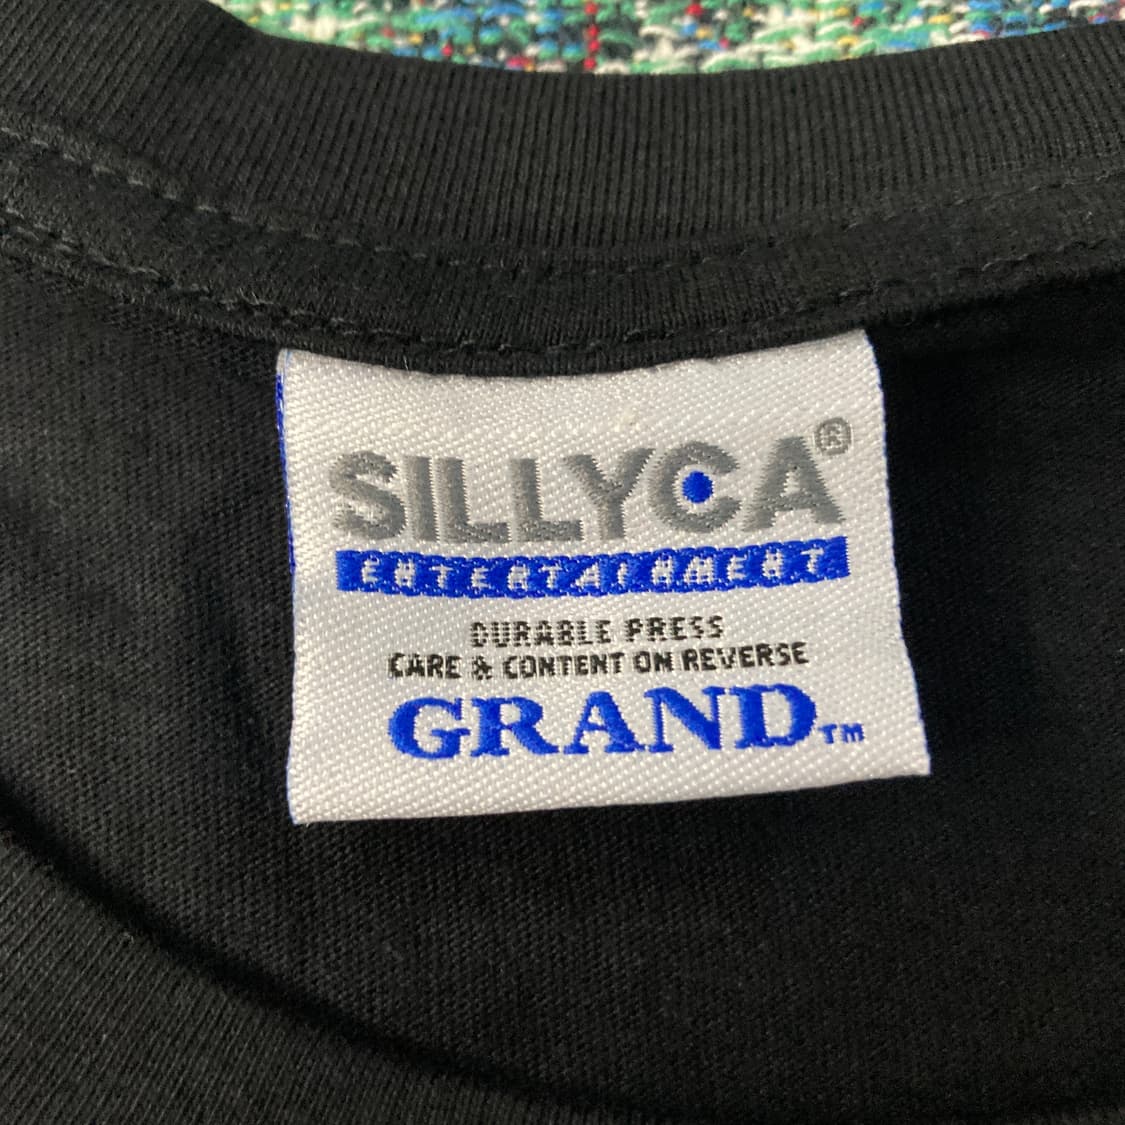 SILLYCA®
ENTERTAINMENT
DURABLE PRESS
CARE & CONTENT ON REVERSE
GRAND™